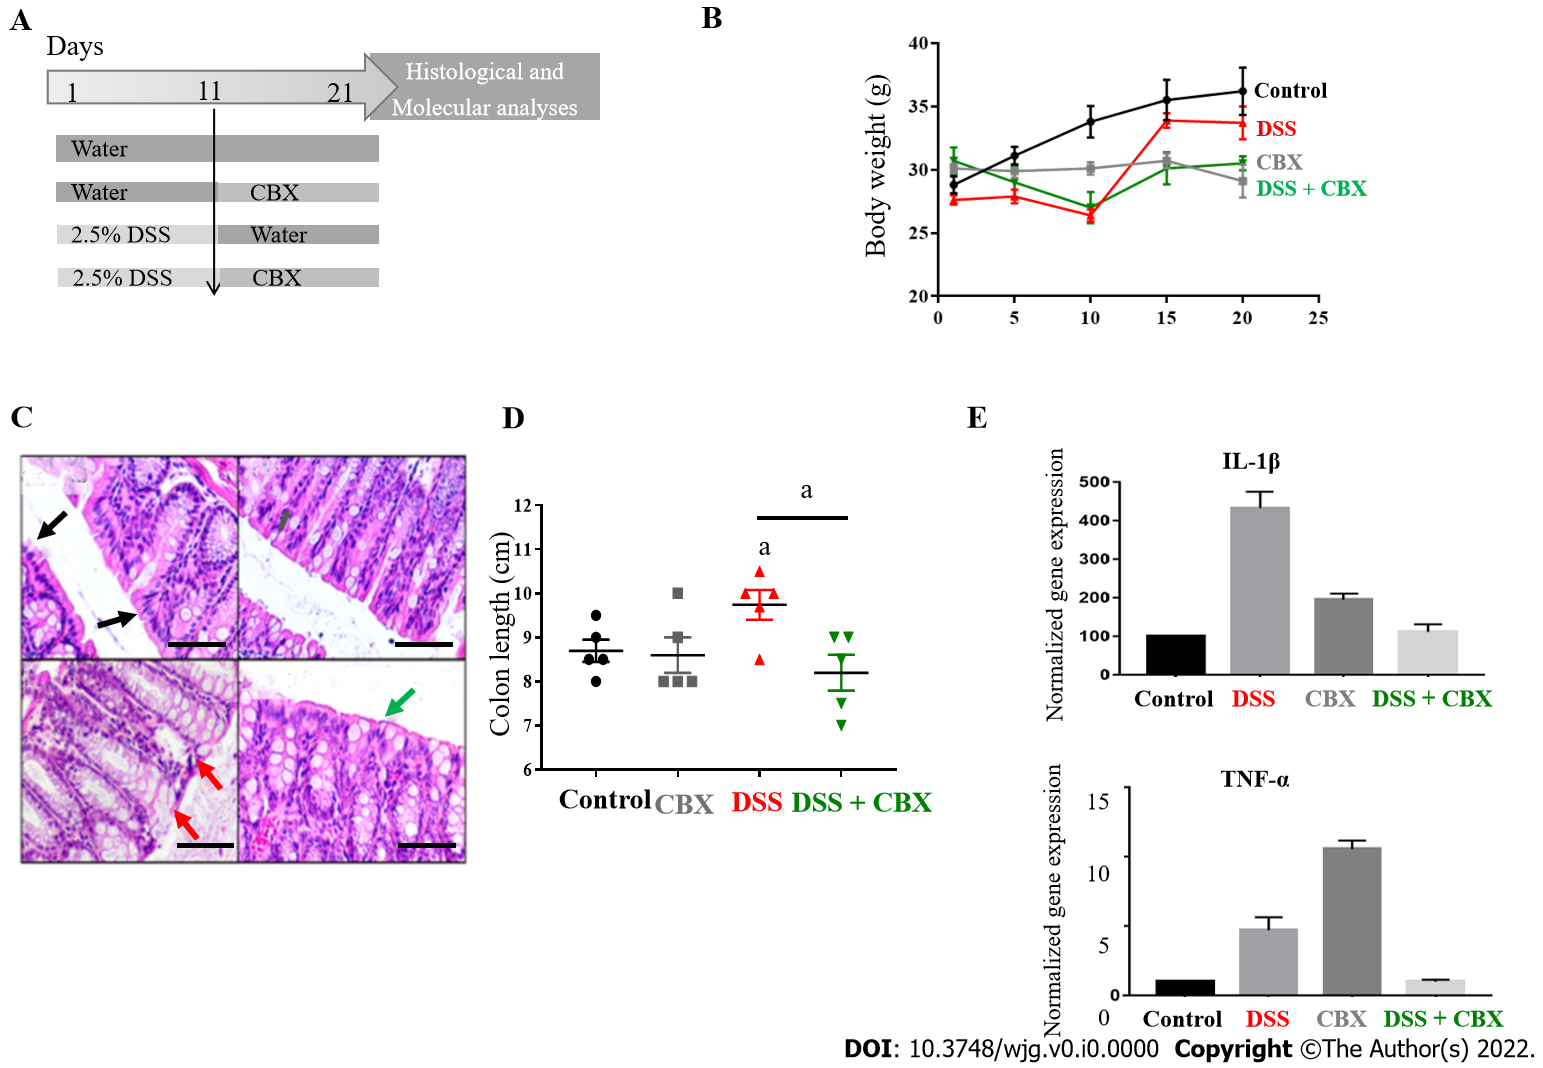 A
Days
1 11 21
Histological and
Molecular analyses
Water
Water CBX
2.5% DSS Water
2.5% DSS CBX
B
Body weight (g)
40
35
30
25
20
0 5 10 15 20 25
Control
DSS
CBX
DSS + CBX
C
D
Colon length (cm)
12
11
10
9
8
7
6
a
a
Control CBX DSS DSS + CBX
E
IL-1β
Normalized gene expression
500
400
300
200
100
0
Control DSS CBX DSS + CBX
TNF-α
Normalized gene expression
15
10
5
0
0
Control DSS CBX DSS + CBX
DOI: 10.3748/wjg.v0.i0.0000 Copyright ©The Author(s) 2022.